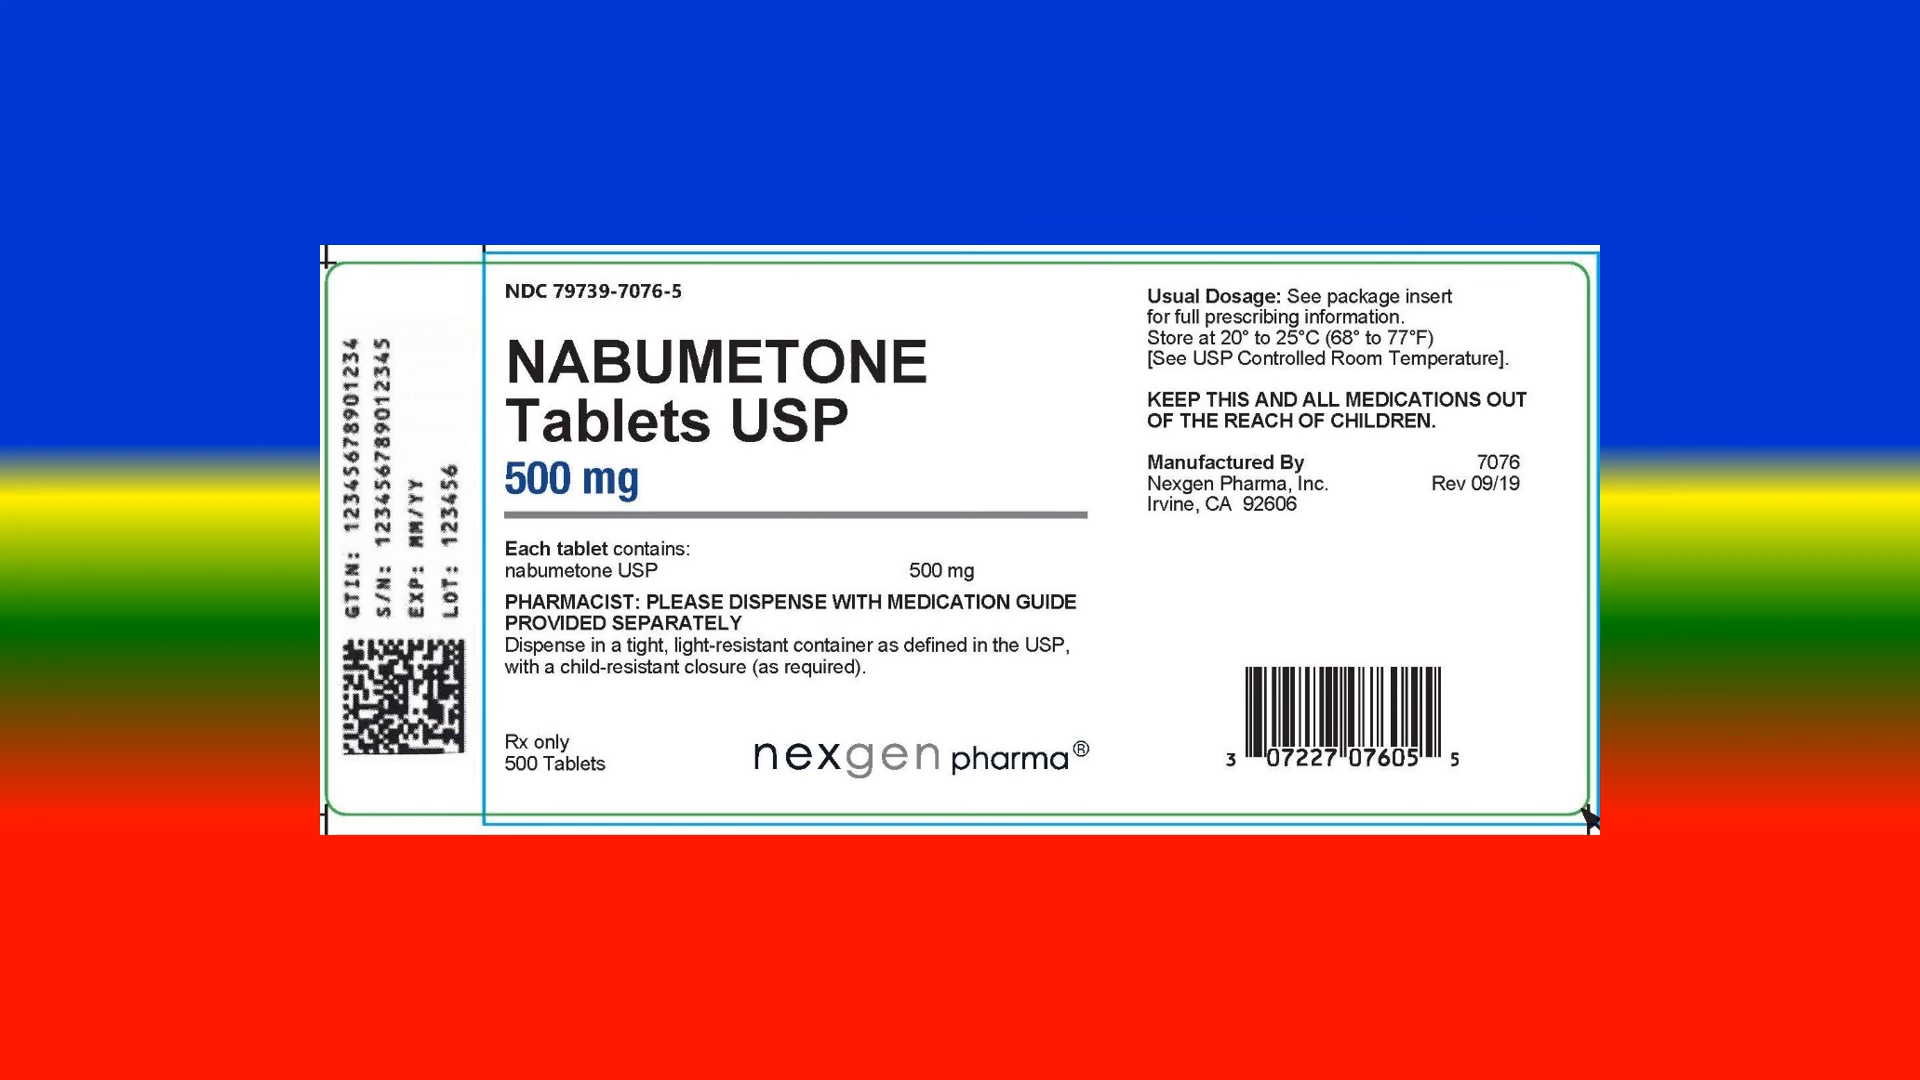 GTIN: 12345678901234
S/N: 123456789012345
EXP: MM/YY
LOT: 123456
NDC 79739-7076-5
NABUMETONE
Tablets USP
500 mg
Each tablet contains:
nabumetone USP 500 mg
PHARMACIST: PLEASE DISPENSE WITH MEDICATION GUIDE
PROVIDED SEPARATELY
Dispense in a tight, light-resistant container as defined in the USP,
with a child-resistant closure (as required).
Rx only
500 Tablets
nexgen pharma®
Usual Dosage: See package insert
for full prescribing information.
Store at 20° to 25°C (68° to 77°F)
[See USP Controlled Room Temperature].
KEEP THIS AND ALL MEDICATIONS OUT
OF THE REACH OF CHILDREN.
Manufactured By 7076
Nexgen Pharma, Inc. Rev 09/19
Irvine, CA 92606
3 07227 07605 5